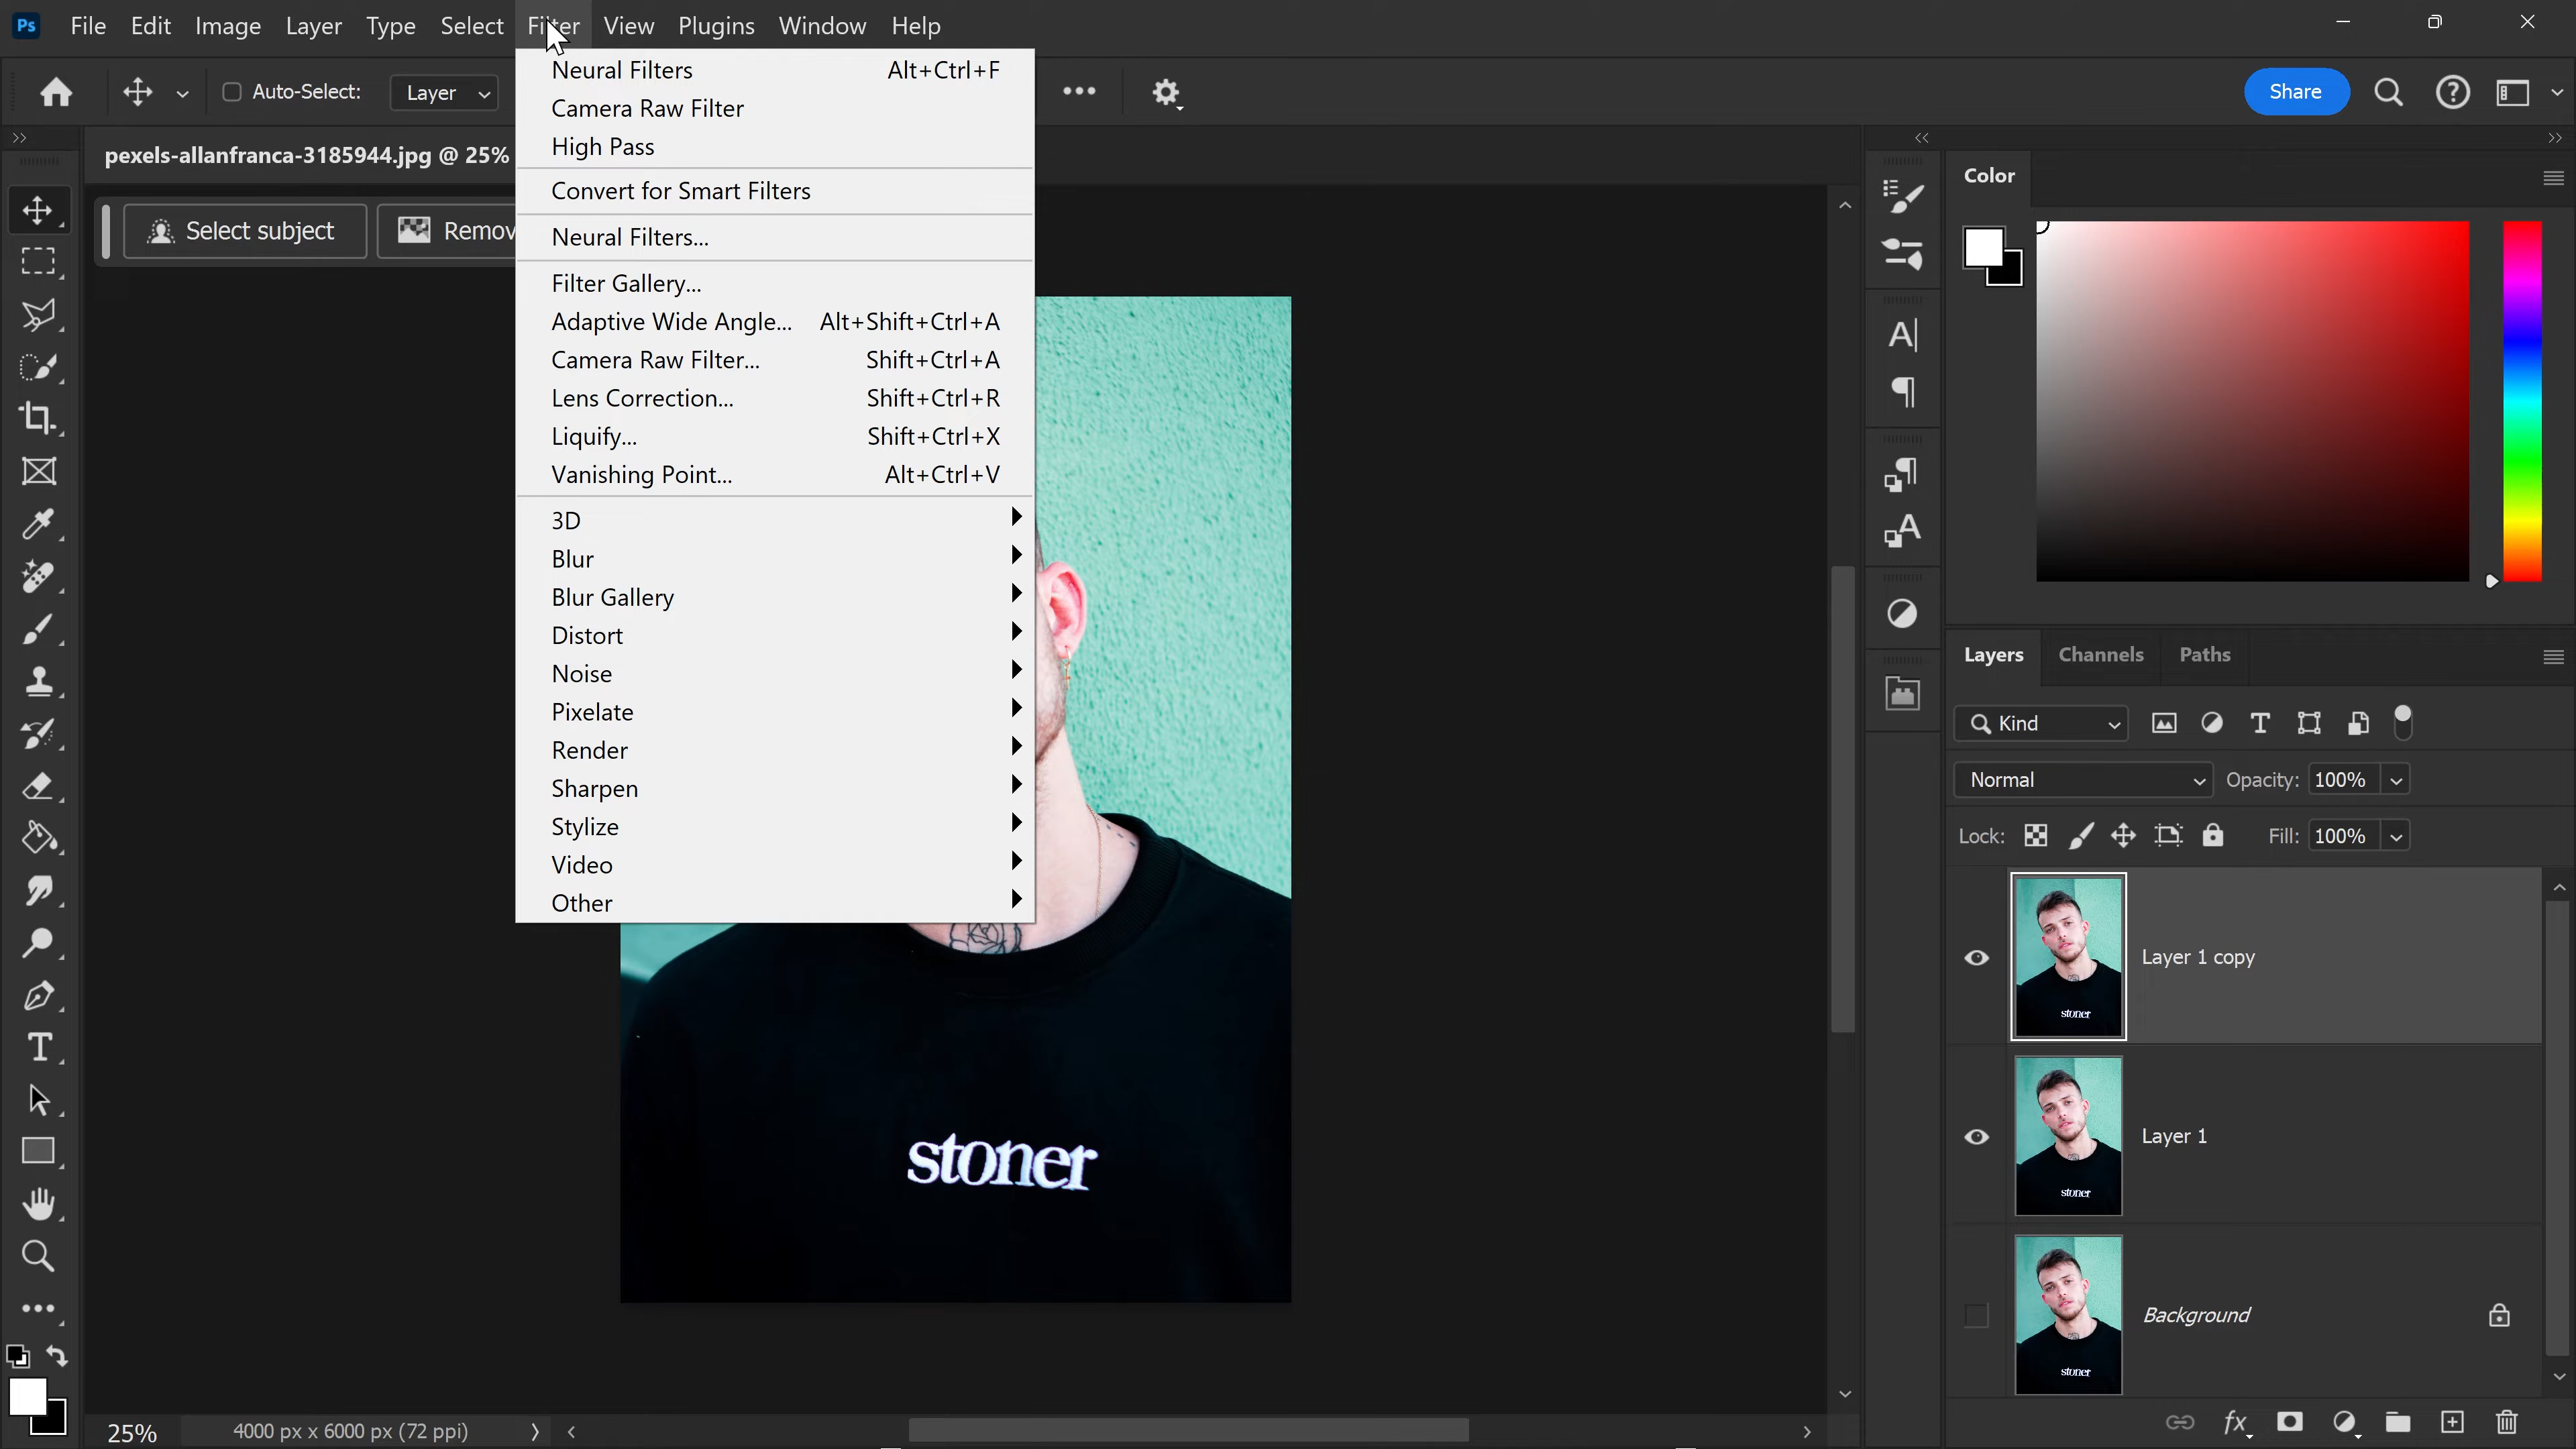 Ps File Edit Image Layer Type Select Filter View Plugins Window Help
Auto-Select: Layer Share
pexels-allanfranca-3185944.jpg @ 25%
Select subject Remov
Neural Filters Alt+Ctrl+F
Camera Raw Filter
High Pass
Convert for Smart Filters
Neural Filters...
Filter Gallery...
Adaptive Wide Angle... Alt+Shift+Ctrl+A
Camera Raw Filter... Shift+Ctrl+A
Lens Correction... Shift+Ctrl+R
Liquify... Shift+Ctrl+X
Vanishing Point... Alt+Ctrl+V
3D
Blur
Blur Gallery
Distort
Noise
Pixelate
Render
Sharpen
Stylize
Video
Other
stoner
25% 4000 px x 6000 px (72 ppi)
Color
Layers Channels Paths
Kind
Normal Opacity: 100%
Lock: Fill: 100%
Layer 1 copy
stoner
Layer 1
stoner
Background
stoner
fx